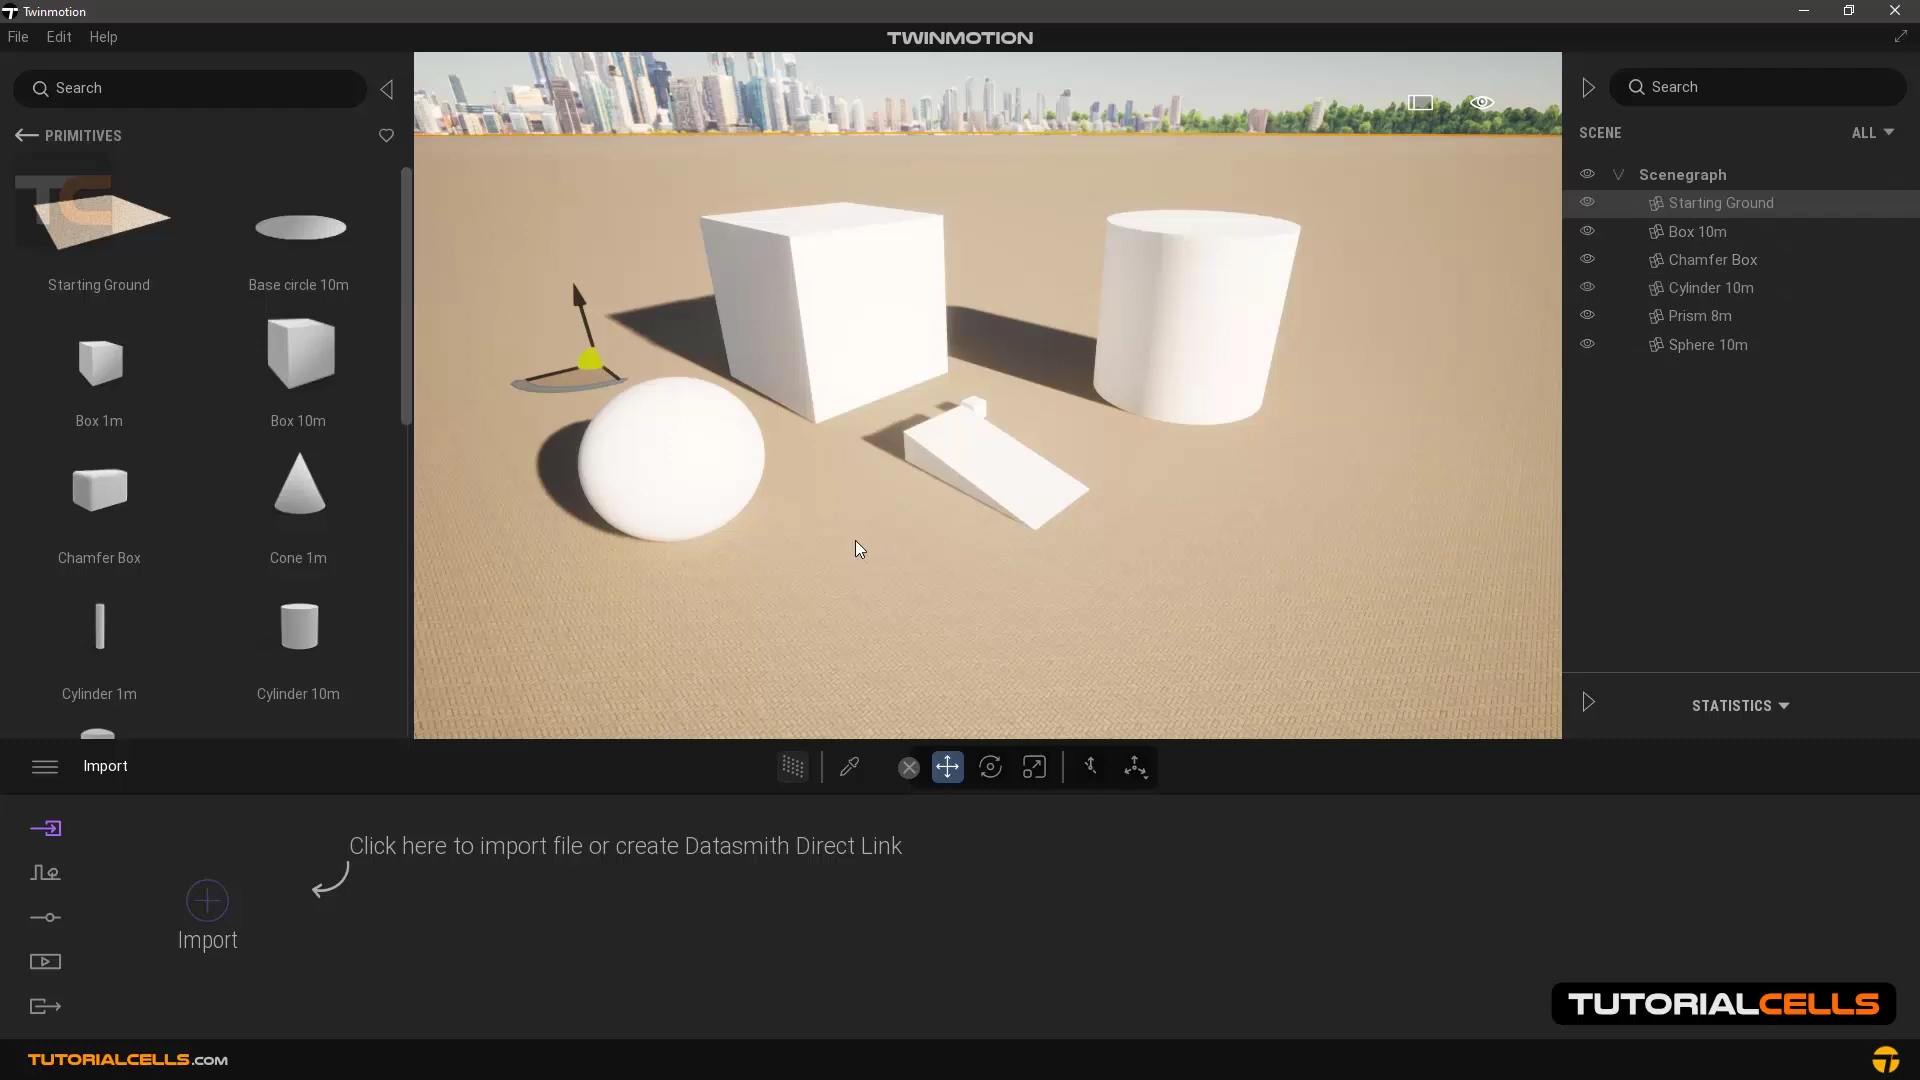 Twinmotion
File Edit Help
TWINMOTION
Search
PRIMITIVES
TC
Starting Ground
Base circle 10m
Box 1m
Box 10m
Chamfer Box
Cone 1m
Cylinder 1m
Cylinder 10m
Search
SCENE
ALL
Scenegraph
Starting Ground
Box 10m
Chamfer Box
Cylinder 10m
Prism 8m
Sphere 10m
STATISTICS
Import
Click here to import file or create Datasmith Direct Link
Import
TUTORIALCELLS
TUTORIALCELLS.COM